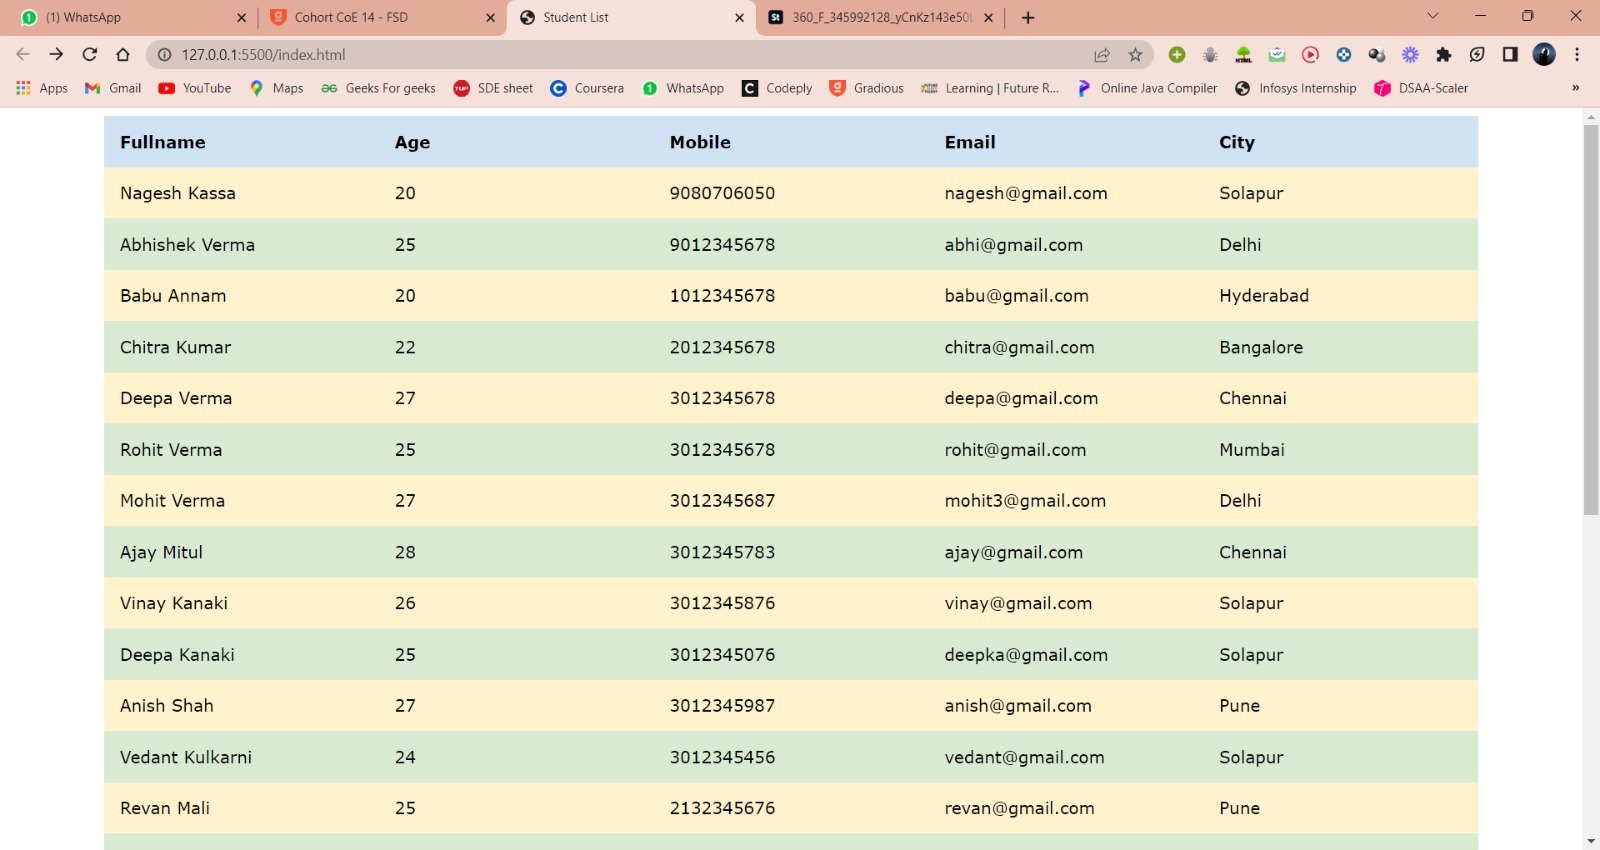 (1) WhatsApp
Cohort CoE 14 - FSD
Student List
360_F_345992128_yCnKz143e50L
127.0.0.1:5500/index.html
Apps Gmail YouTube Maps Geeks For geeks SDE sheet Coursera WhatsApp Codeply Gradious Learning | Future R... Online Java Compiler Infosys Internship DSAA-Scaler »
Fullname Age Mobile Email City
Nagesh Kassa 20 9080706050 nagesh@gmail.com Solapur
Abhishek Verma 25 9012345678 abhi@gmail.com Delhi
Babu Annam 20 1012345678 babu@gmail.com Hyderabad
Chitra Kumar 22 2012345678 chitra@gmail.com Bangalore
Deepa Verma 27 3012345678 deepa@gmail.com Chennai
Rohit Verma 25 3012345678 rohit@gmail.com Mumbai
Mohit Verma 27 3012345687 mohit3@gmail.com Delhi
Ajay Mitul 28 3012345783 ajay@gmail.com Chennai
Vinay Kanaki 26 3012345876 vinay@gmail.com Solapur
Deepa Kanaki 25 3012345076 deepka@gmail.com Solapur
Anish Shah 27 3012345987 anish@gmail.com Pune
Vedant Kulkarni 24 3012345456 vedant@gmail.com Solapur
Revan Mali 25 2132345676 revan@gmail.com Pune